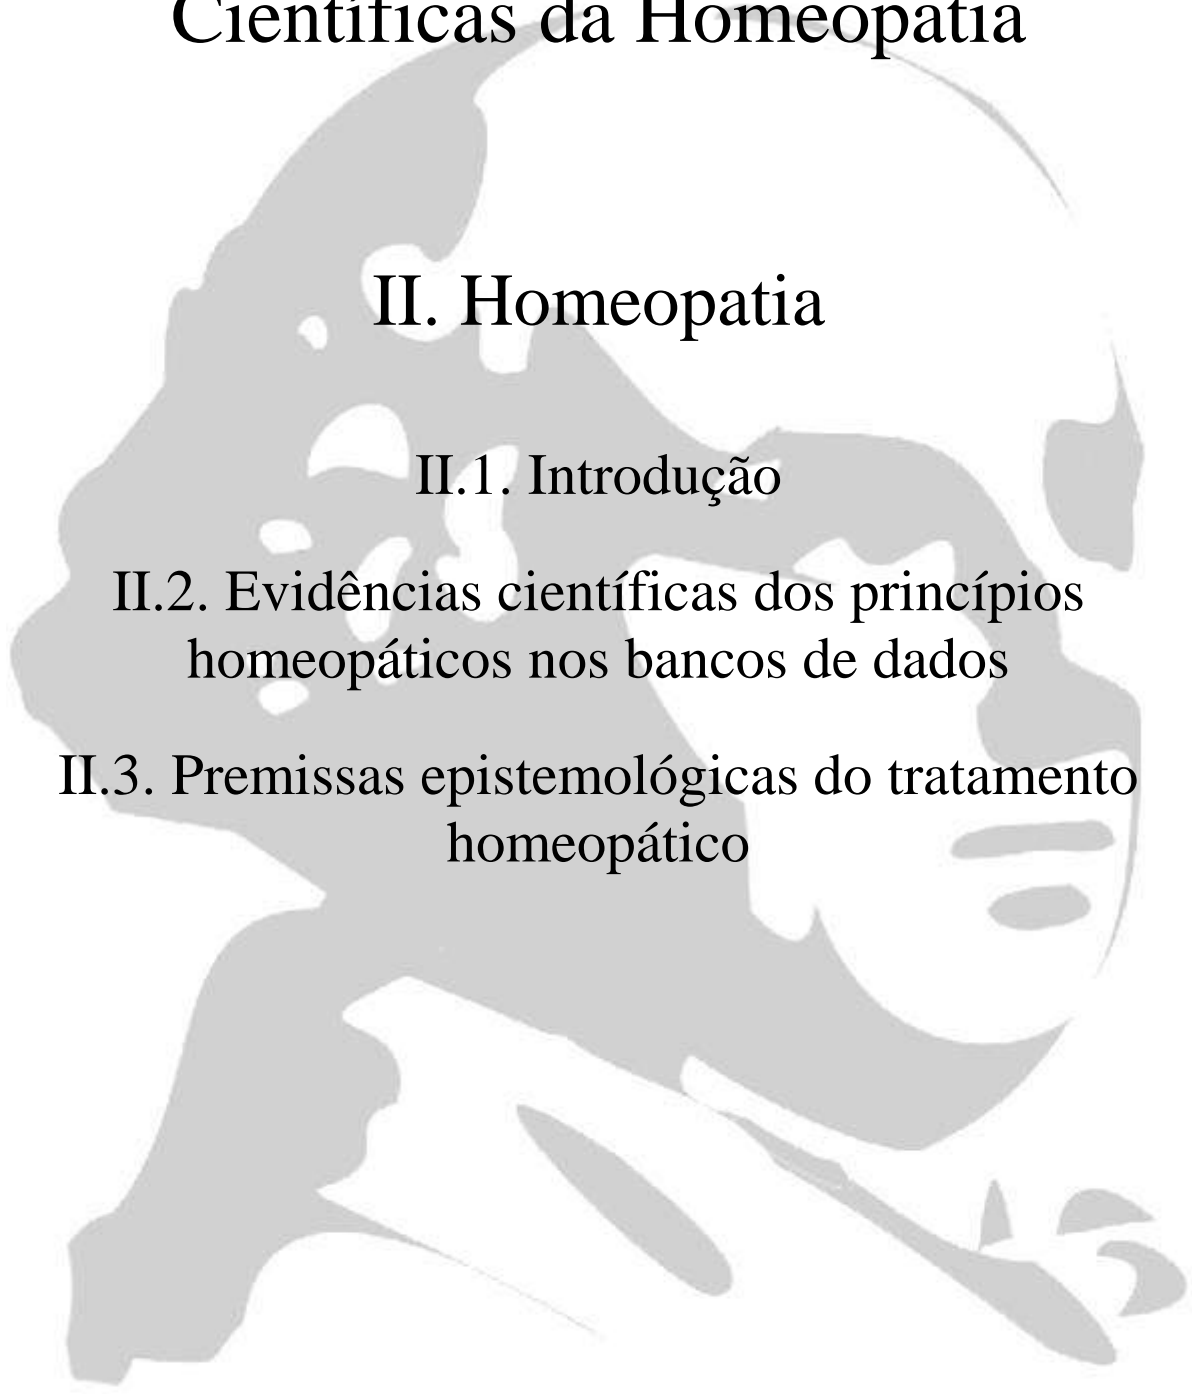 Científicas da Homeopatia
II. Homeopatia
II.1. Introdução
II.2. Evidências científicas dos princípios
homeopáticos nos bancos de dados
II.3. Premissas epistemológicas do tratamento
homeopático